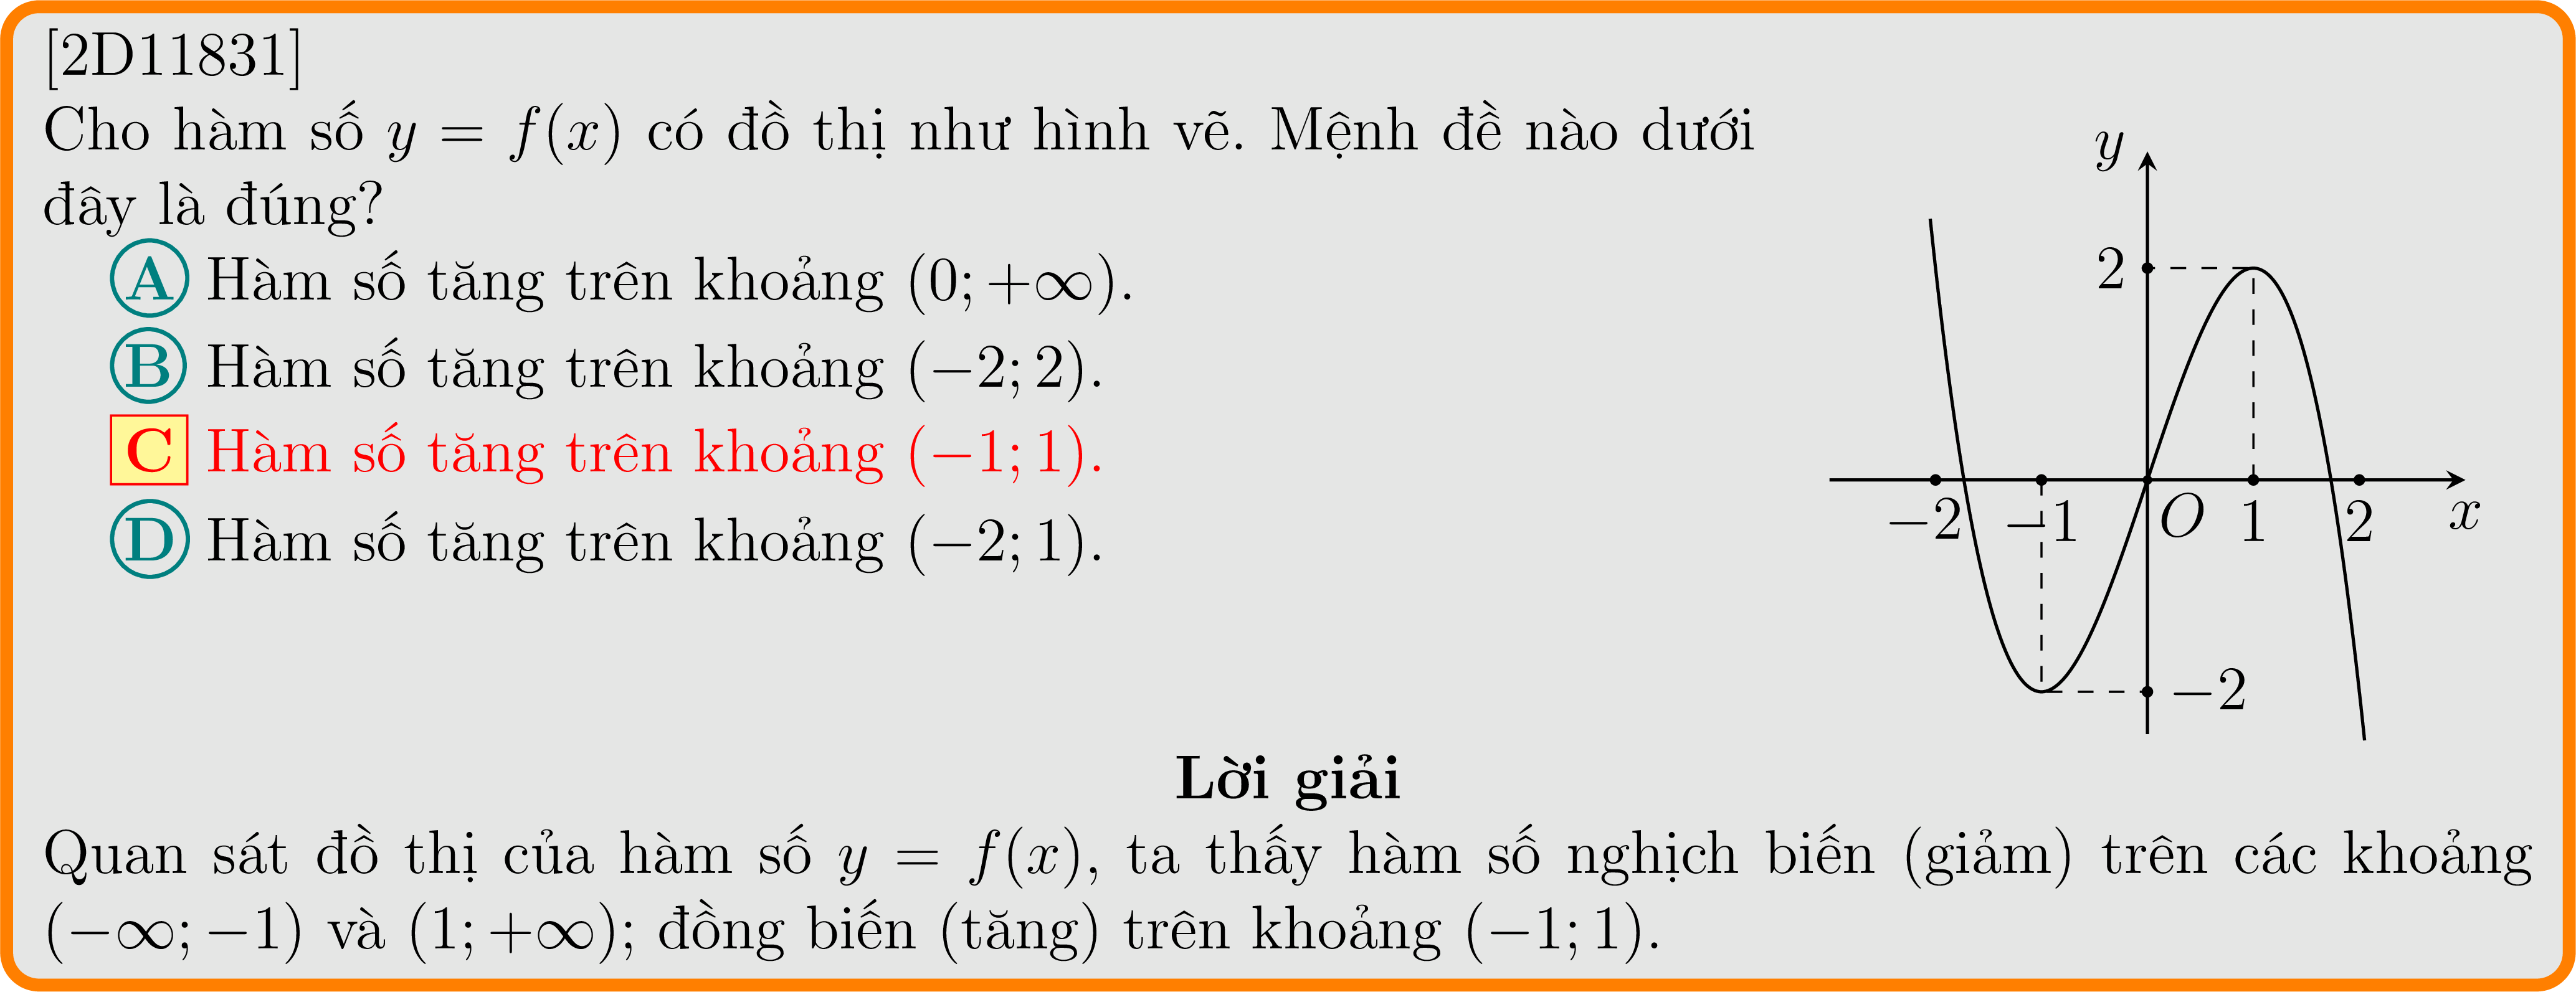 [2D11831]
Cho hàm số y = f(x) có đồ thị như hình vẽ. Mệnh đề nào dưới
đây là đúng?
A Hàm số tăng trên khoảng (0; +∞).
B Hàm số tăng trên khoảng (−2; 2).
C Hàm số tăng trên khoảng (−1; 1).
D Hàm số tăng trên khoảng (−2; 1).
y
2
−2 −1 O 1 2 x
−2
Lời giải
Quan sát đồ thị của hàm số y = f(x), ta thấy hàm số nghịch biến (giảm) trên các khoảng
(−∞; −1) và (1; +∞); đồng biến (tăng) trên khoảng (−1; 1).